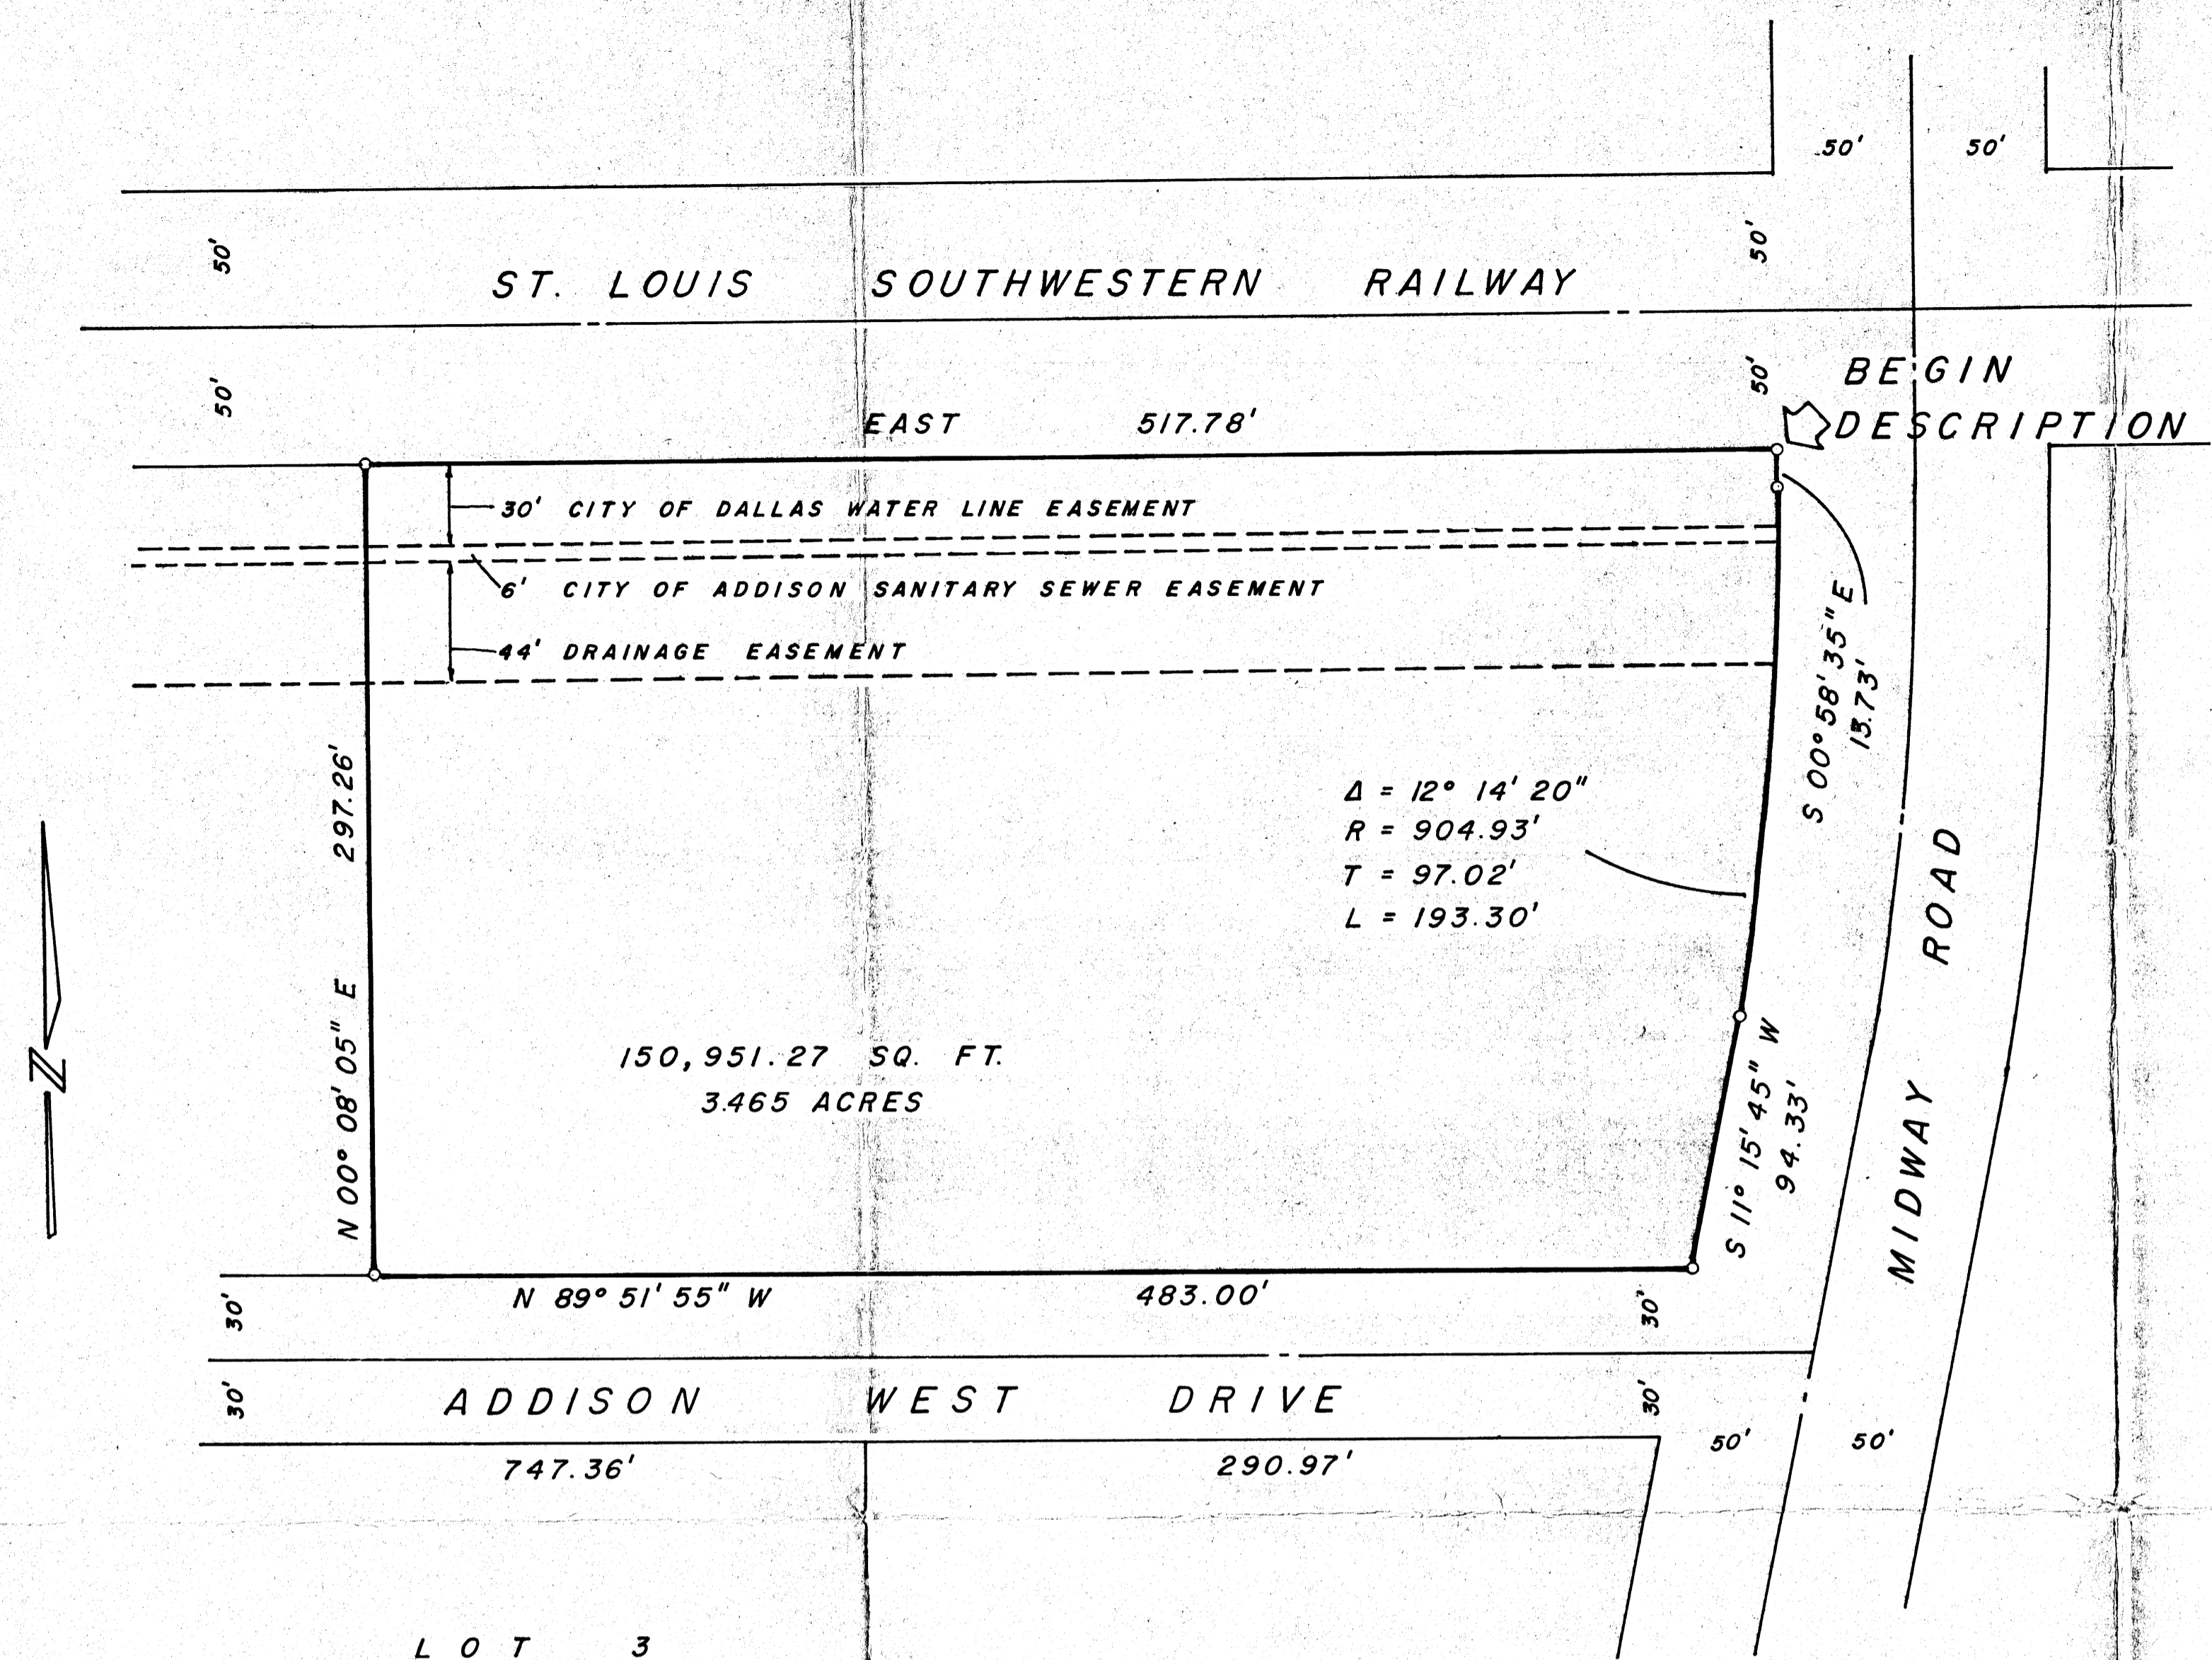 50' 50'
50' 50'
ST. LOUIS SOUTHWESTERN RAILWAY
50' 50'
BEGIN
DESCRIPTION
EAST 517.78'
30' CITY OF DALLAS WATER LINE EASEMENT
6' CITY OF ADDISON SANITARY SEWER EASEMENT
44' DRAINAGE EASEMENT
S 00° 58' 35" E
13.73'
N 00° 08' 05" E 297.26'
Δ = 12° 14' 20"
R = 904.93'
T = 97.02'
L = 193.30'
MIDWAY ROAD
N
150,951.27 SQ. FT.
3.465 ACRES
S 11° 15' 45" W
94.33'
N 89° 51' 55" W 483.00'
30' 30'
ADDISON WEST DRIVE
30' 30'
50' 50'
747.36' 290.97'
LOT 3